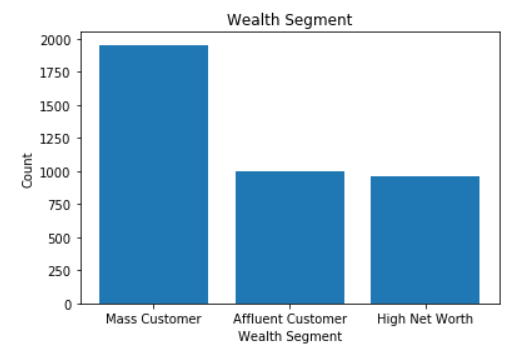 Wealth Segment
2000
1750
1500
1250
1000
750
500
250
0
Count
Mass Customer Affluent Customer High Net Worth
Wealth Segment